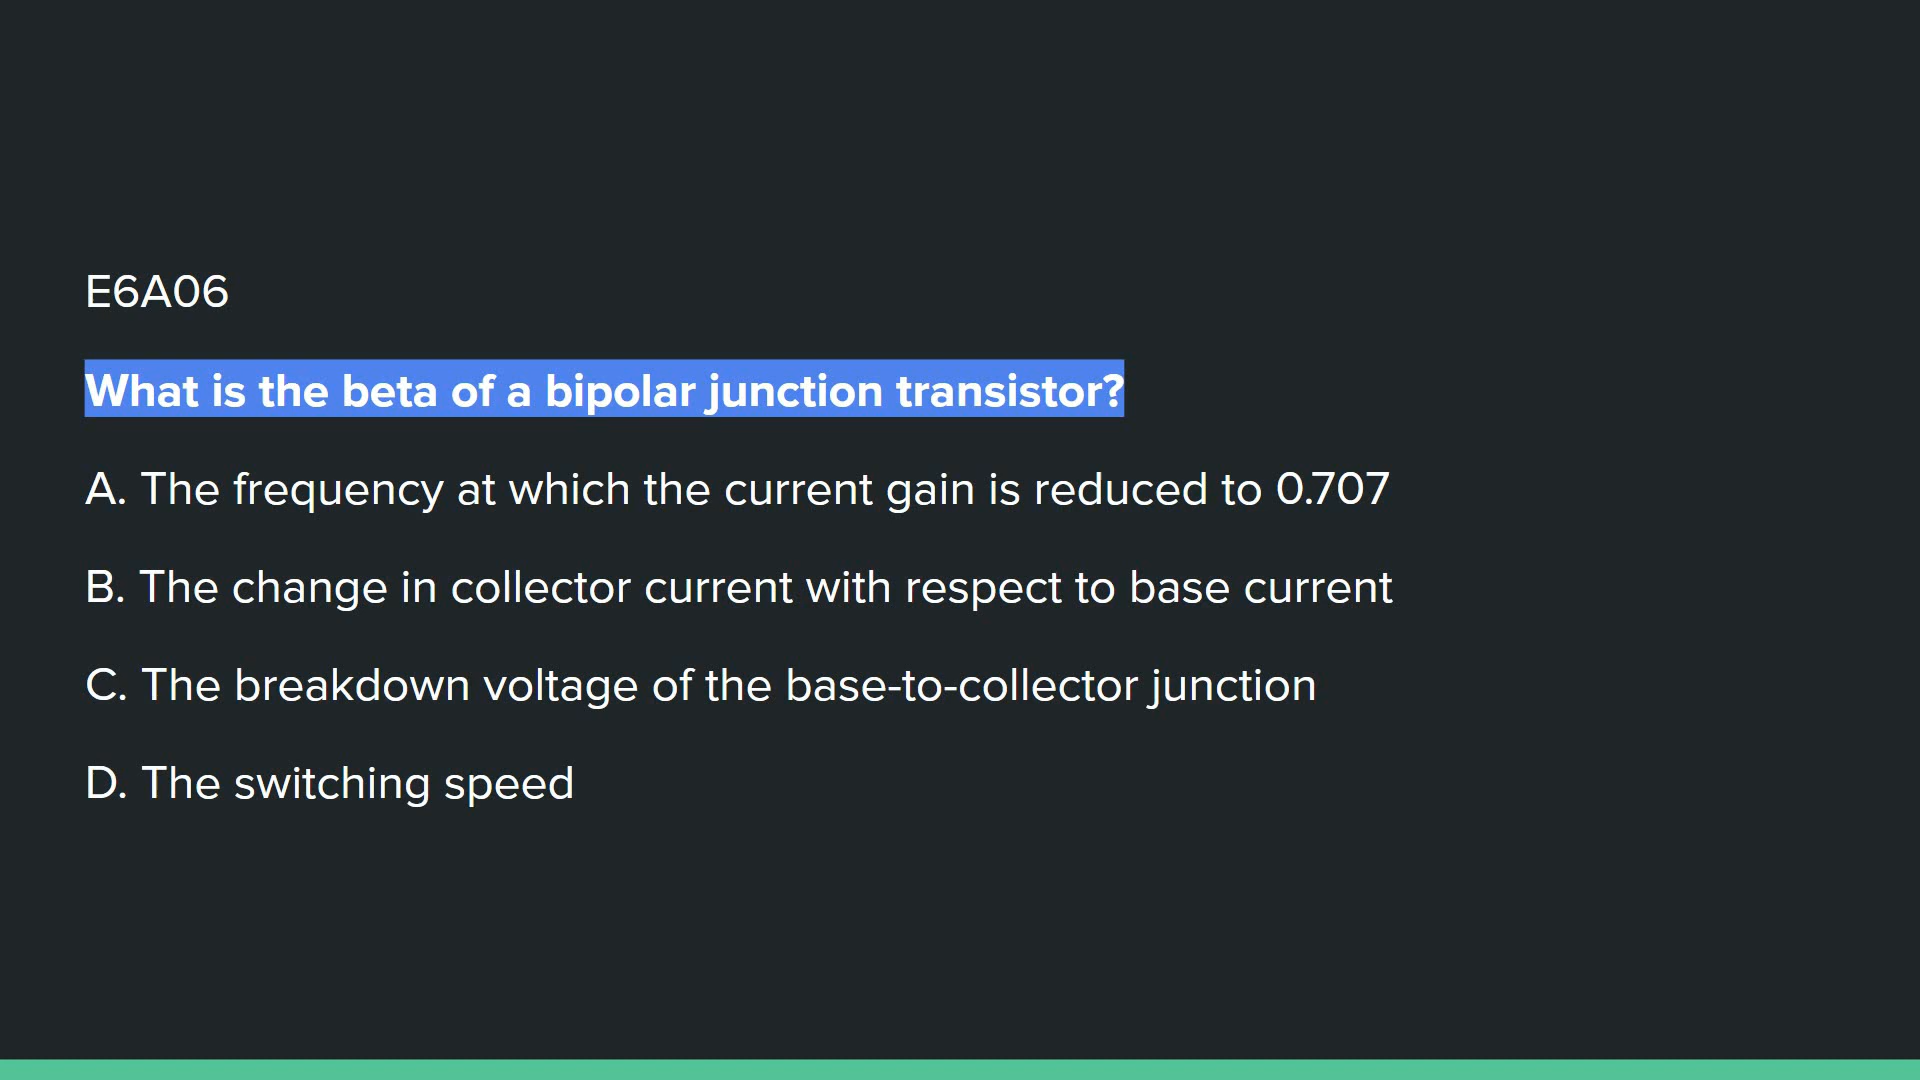 E6A06
What is the beta of a bipolar junction transistor?
A. The frequency at which the current gain is reduced to 0.707
B. The change in collector current with respect to base current
C. The breakdown voltage of the base-to-collector junction
D. The switching speed